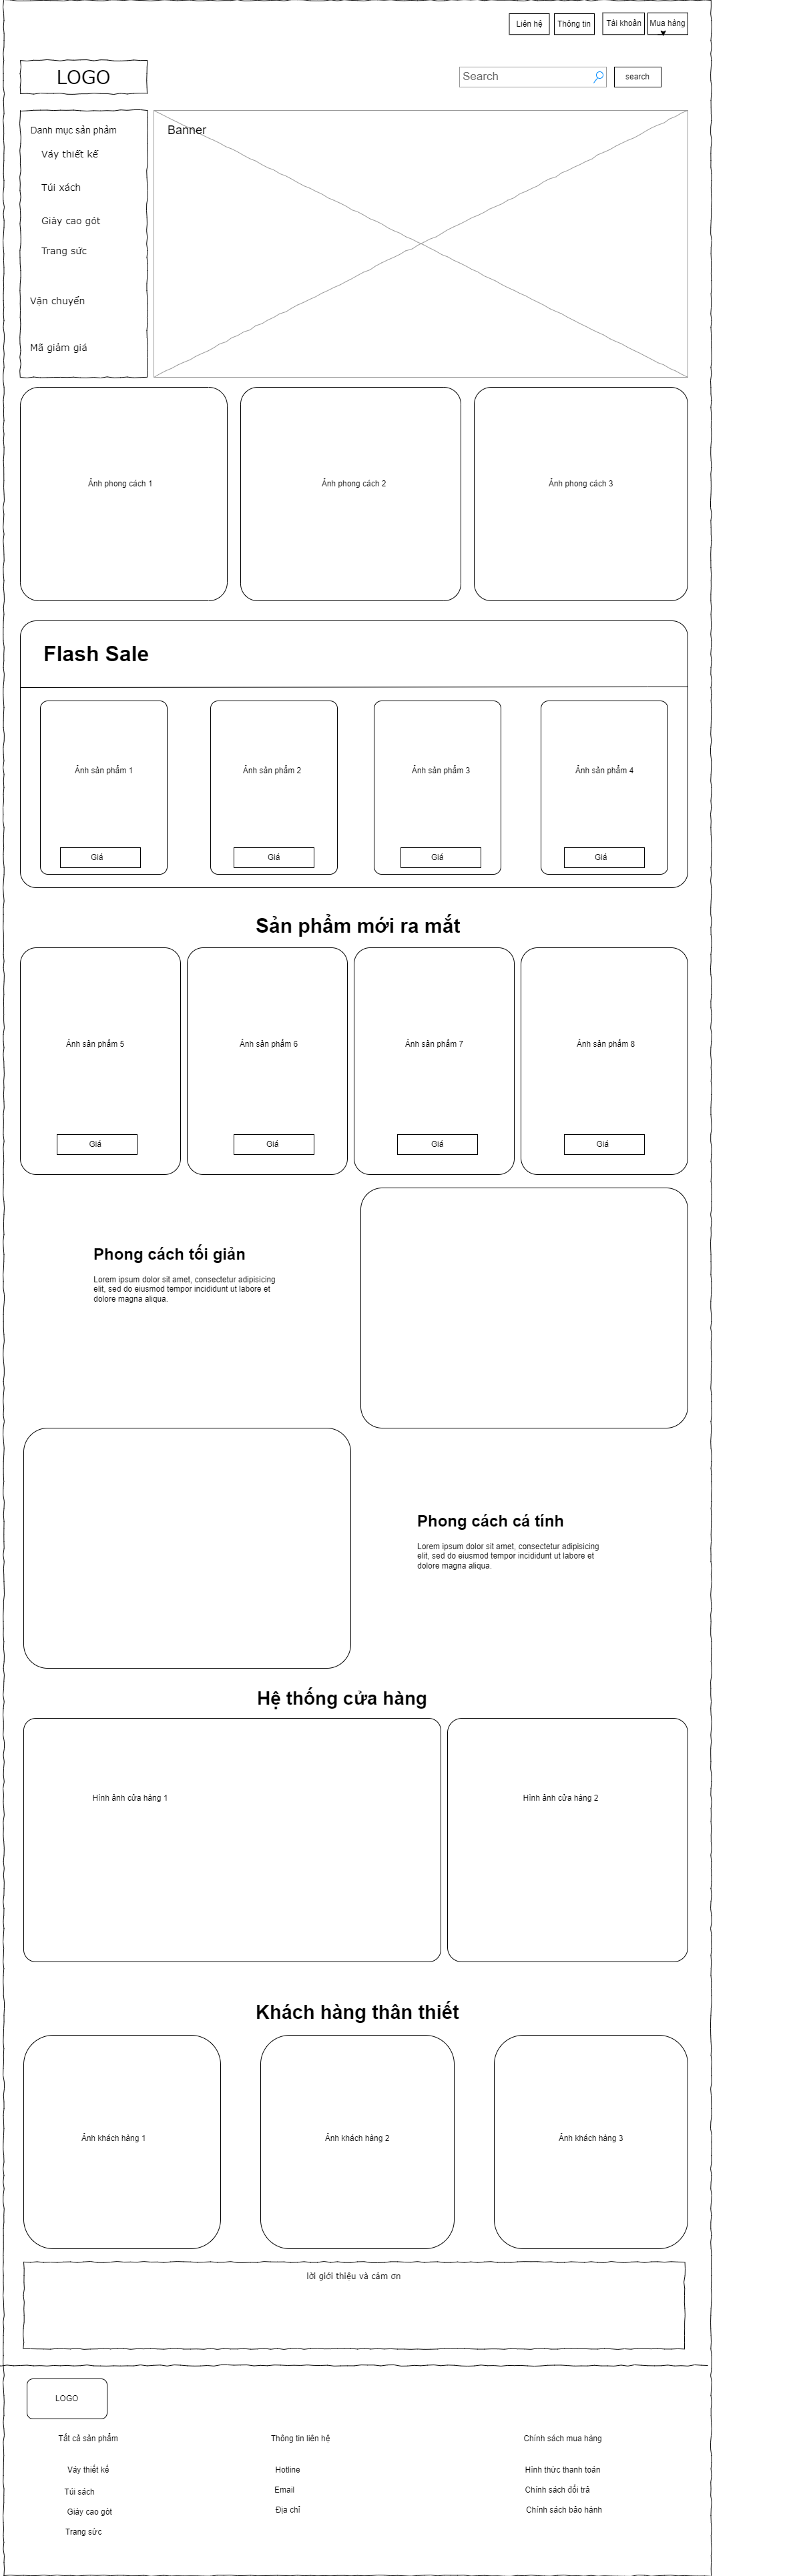 Liên hệ
Thông tin
Tài khoản
Mua hàng
LOGO
Search
search
Danh mục sản phẩm
Váy thiết kế
Túi xách
Giày cao gót
Trang sức
Vận chuyển
Mã giảm giá
Banner
Ảnh phong cách 1
Ảnh phong cách 2
Ảnh phong cách 3
Flash Sale
Ảnh sản phẩm 1
Ảnh sản phẩm 2
Ảnh sản phẩm 3
Ảnh sản phẩm 4
Giá
Giá
Giá
Giá
Sản phẩm mới ra mắt
Ảnh sản phẩm 5
Ảnh sản phẩm 6
Ảnh sản phẩm 7
Ảnh sản phẩm 8
Giá
Giá
Giá
Giá
Phong cách tối giản
Lorem ipsum dolor sit amet, consectetur adipisicing
elit, sed do eiusmod tempor incididunt ut labore et
dolore magna aliqua.
Phong cách cá tính
Lorem ipsum dolor sit amet, consectetur adipisicing
elit, sed do eiusmod tempor incididunt ut labore et
dolore magna aliqua.
Hệ thống cửa hàng
Hình ảnh cửa hàng 1
Hình ảnh cửa hàng 2
Khách hàng thân thiết
Ảnh khách hàng 1
Ảnh khách hàng 2
Ảnh khách hàng 3
lời giới thiệu và cảm ơn
LOGO
Tất cả sản phẩm
Váy thiết kế
Túi sách
Giày cao gót
Trang sức
Thông tin liên hệ
Hotline
Email
Địa chỉ
Chính sách mua hàng
Hình thức thanh toán
Chính sách đổi trả
Chính sách bảo hành